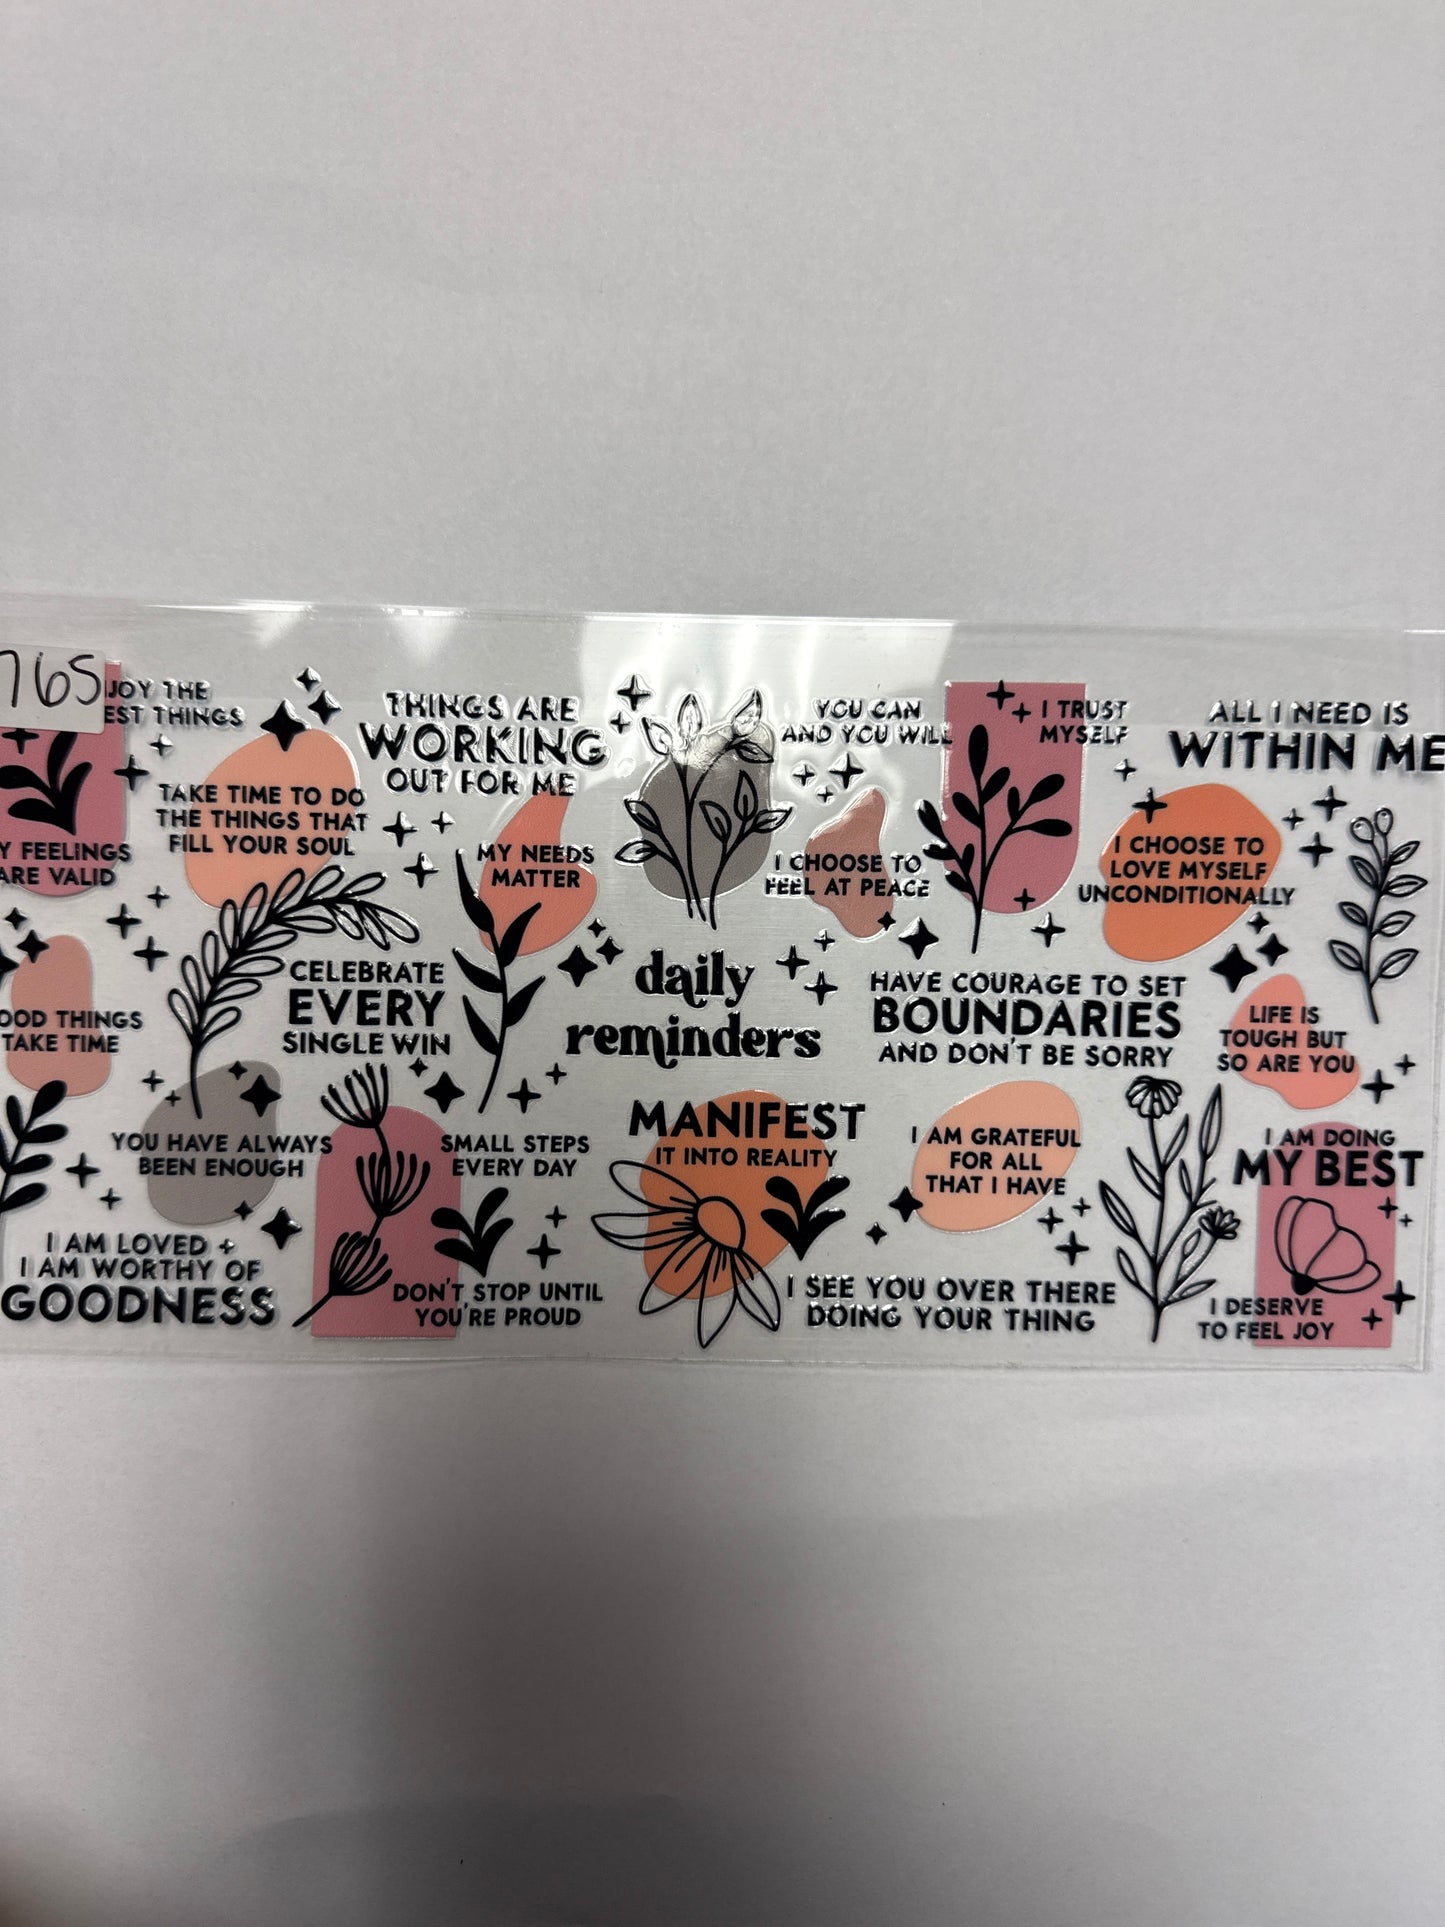 765
JOY THE
EST THINGS
THINGS ARE
WORKING
OUT FOR ME
YOU CAN
AND YOU WILL
I TRUST
MYSELF
ALL I NEED IS
WITHIN ME
TAKE TIME TO DO
THE THINGS THAT
FILL YOUR SOUL
Y FEELINGS
ARE VALID
MY NEEDS
MATTER
I CHOOSE TO
FEEL AT PEACE
I CHOOSE TO
LOVE MYSELF
UNCONDITIONALLY
OOD THINGS
TAKE TIME
CELEBRATE
EVERY
SINGLE WIN
daily
reminders
HAVE COURAGE TO SET
BOUNDARIES
AND DON'T BE SORRY
LIFE IS
TOUGH BUT
SO ARE YOU
YOU HAVE ALWAYS
BEEN ENOUGH
SMALL STEPS
EVERY DAY
MANIFEST
IT INTO REALITY
I AM GRATEFUL
FOR ALL
THAT I HAVE
I AM DOING
MY BEST
I AM LOVED +
I AM WORTHY OF
GOODNESS
DON'T STOP UNTIL
YOU'RE PROUD
I SEE YOU OVER THERE
DOING YOUR THING
I DESERVE
TO FEEL JOY